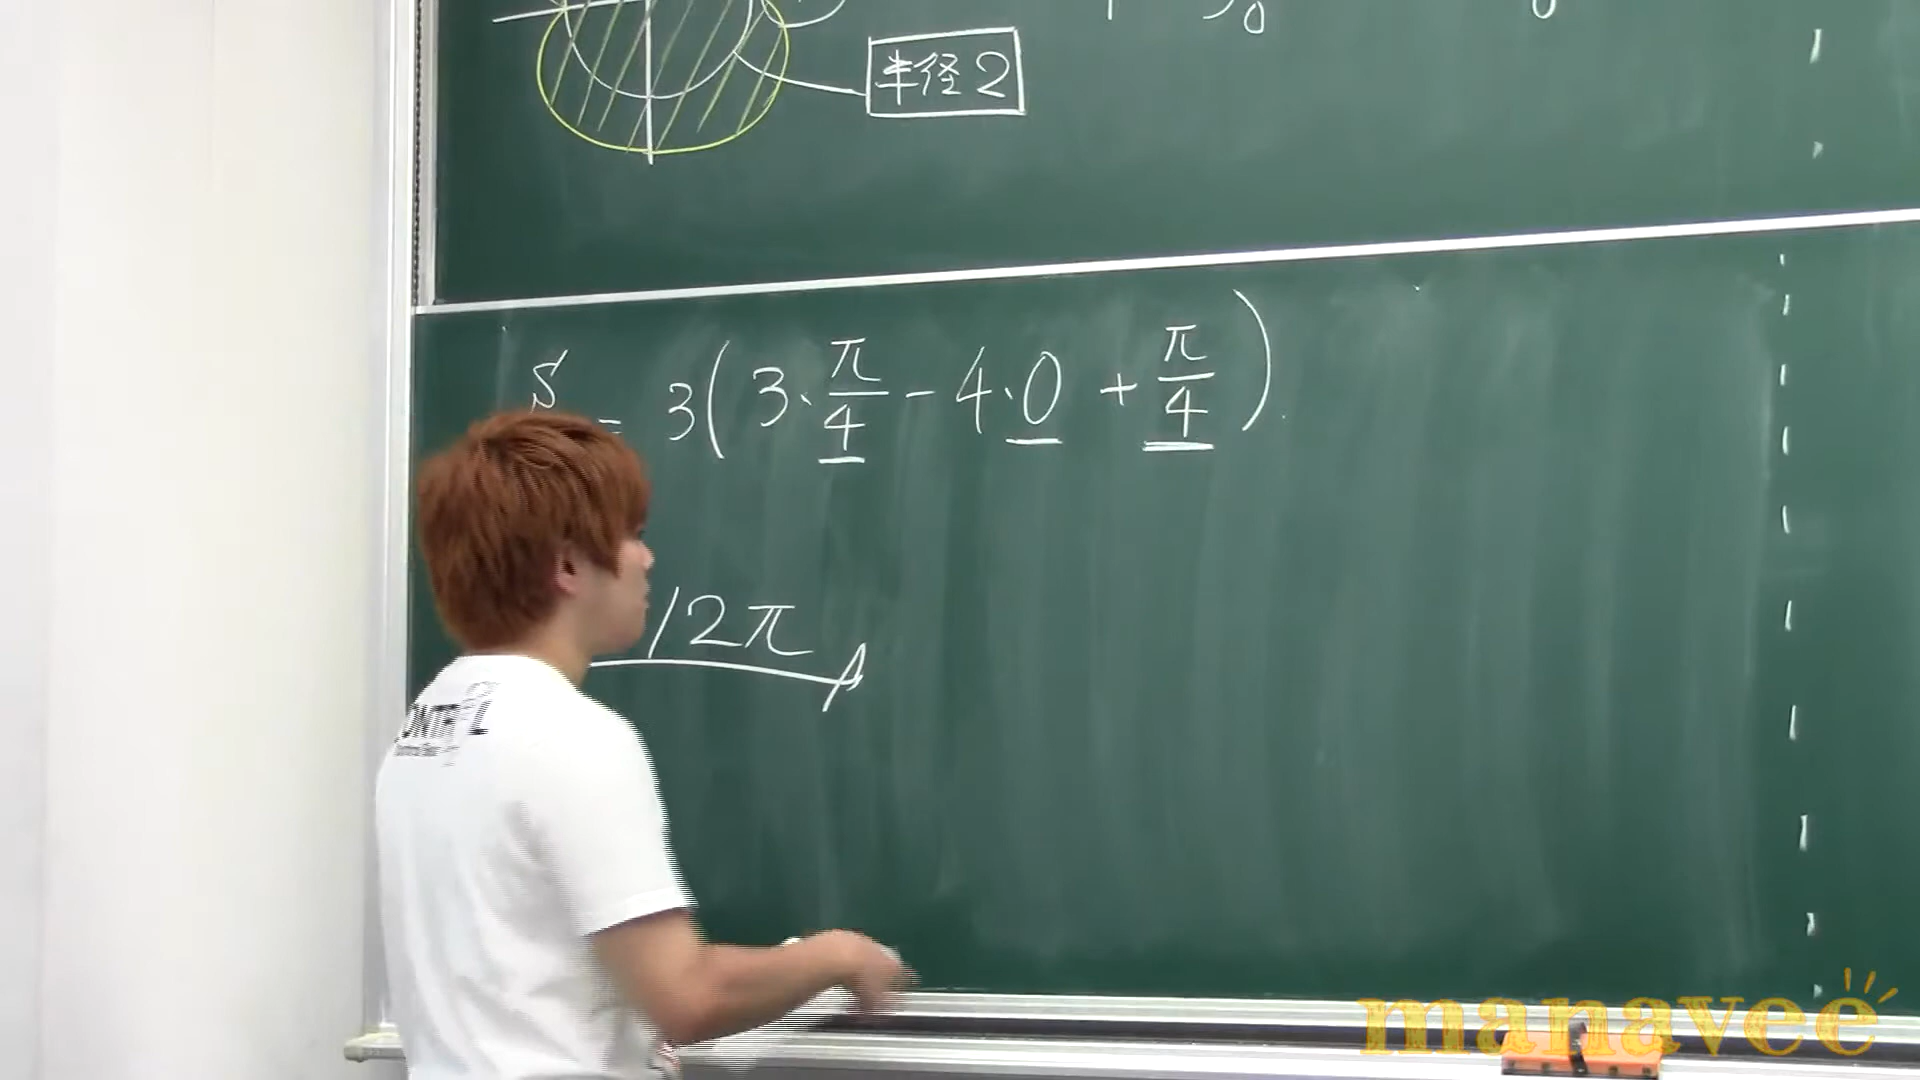 半径2
S
= 3(3·π/4 - 4·0 + π/4)
12π
manavee